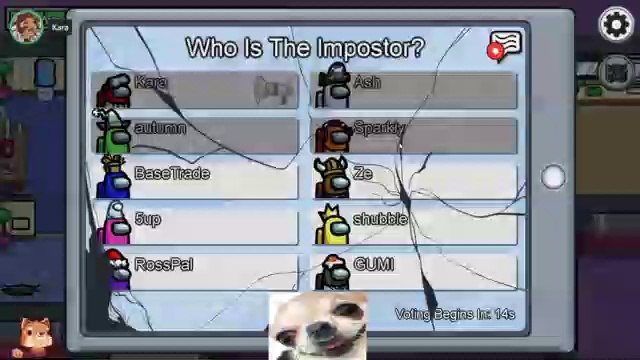 Kara
Who Is The Impostor?
Kara
Ash
autumn
Sparkly
BaseTrade
Ze
5up
shubble
RossPal
GUMI
Voting Begins In: 14s